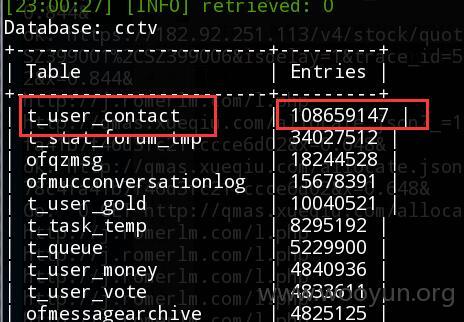 [23:00:27] [INFO] retrieved: 0
Database: cctv
+-----------------------+---------+
| Table | Entries |
+-----------------------+---------+
| t_user_contact | 108659147
| t_stat_forum_tmp | 34027512 |
| ofqzmsg | 18244528 |
| ofmucconversationlog | 15678391 |
| t_user_gold | 10040521 |
| t_task_temp | 8295192 |
| t_queue | 5229900 |
| t_user_money | 4840936 |
| t_user_vote | 4833611 |
| ofmessagearchive | 4825125 |
www.wooyun.org